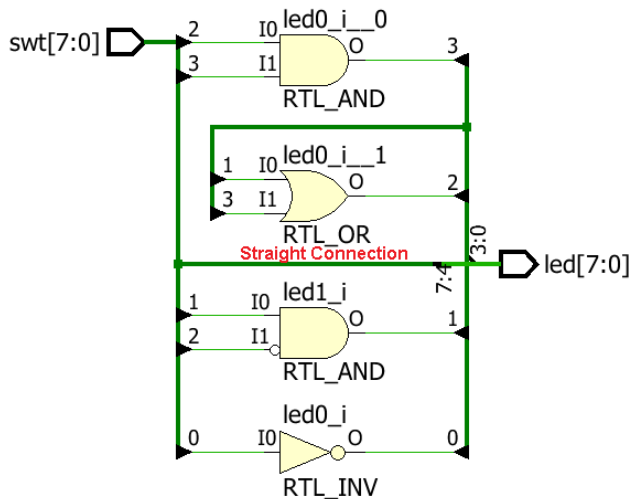 led0_i__0
swt[7:0]
2
I0
O
3
3
I1
RTL_AND
led0_i__1
1
I0
O
2
3
I1
RTL_OR
Straight Connection
7:4
3:0
led[7:0]
led1_i
1
I0
O
1
2
I1
RTL_AND
led0_i
0
I0
O
0
RTL_INV